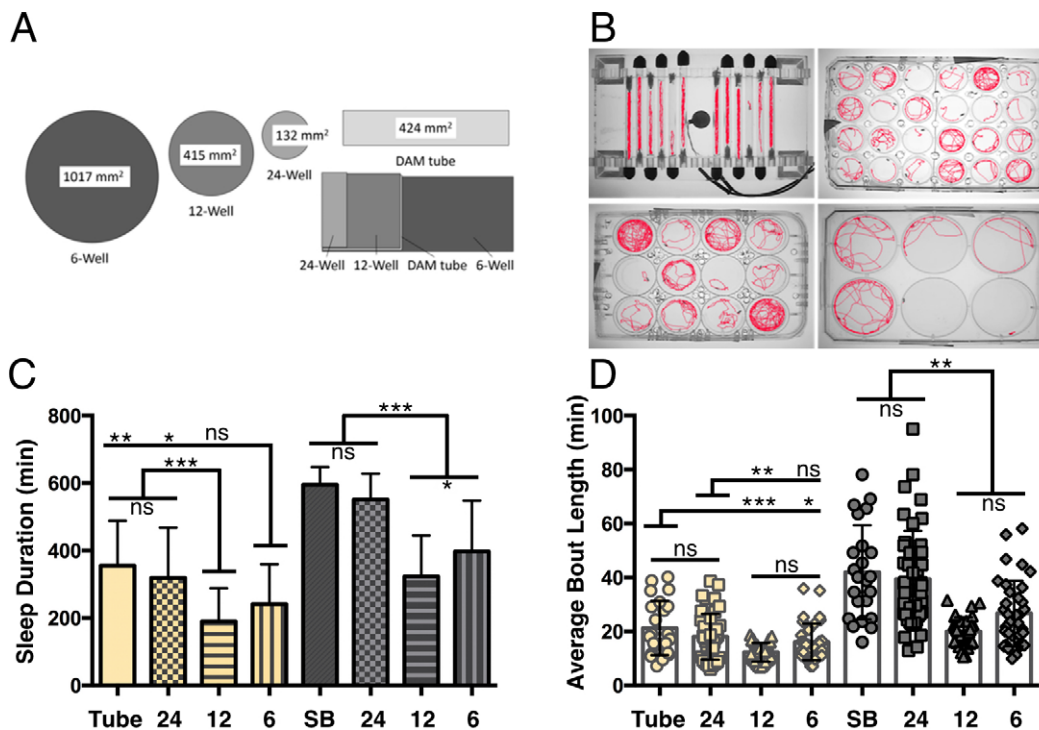 A
1017 mm²
6-Well
415 mm²
12-Well
132 mm²
24-Well
424 mm²
DAM tube
24-Well 12-Well DAM tube 6-Well
B
C
Sleep Duration (min)
800
600
400
200
0
** * ns
***
ns
***
ns
*
Tube 24 12 6 SB 24 12 6
D
Average Bout Length (min)
100
80
60
40
20
0
**
ns
** ns
*** *
ns
ns
ns
Tube 24 12 6 SB 24 12 6